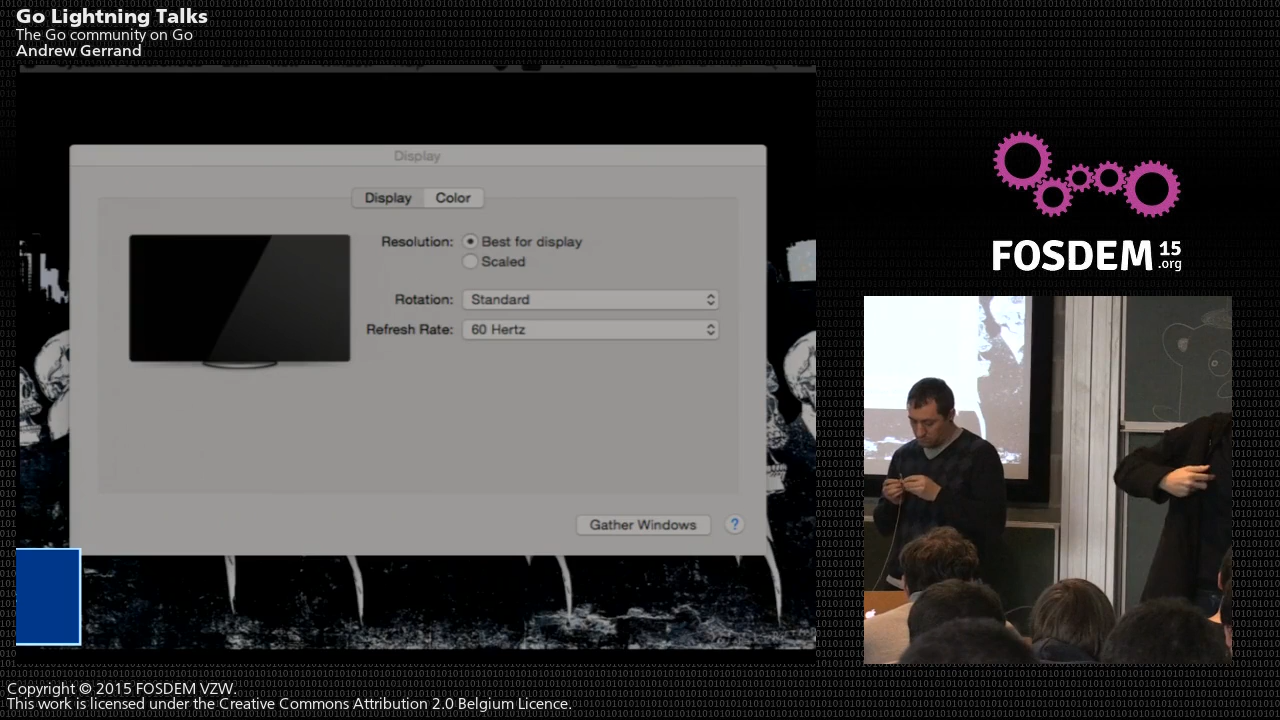 Go Lightning Talks
The Go community on Go
Andrew Gerrand
Display
Display Color
Resolution: Best for display
Scaled
Rotation: Standard
Refresh Rate: 60 Hertz
Gather Windows
?
FOSDEM 15
.org
Copyright © 2015 FOSDEM VZW.
This work is licensed under the Creative Commons Attribution 2.0 Belgium Licence.